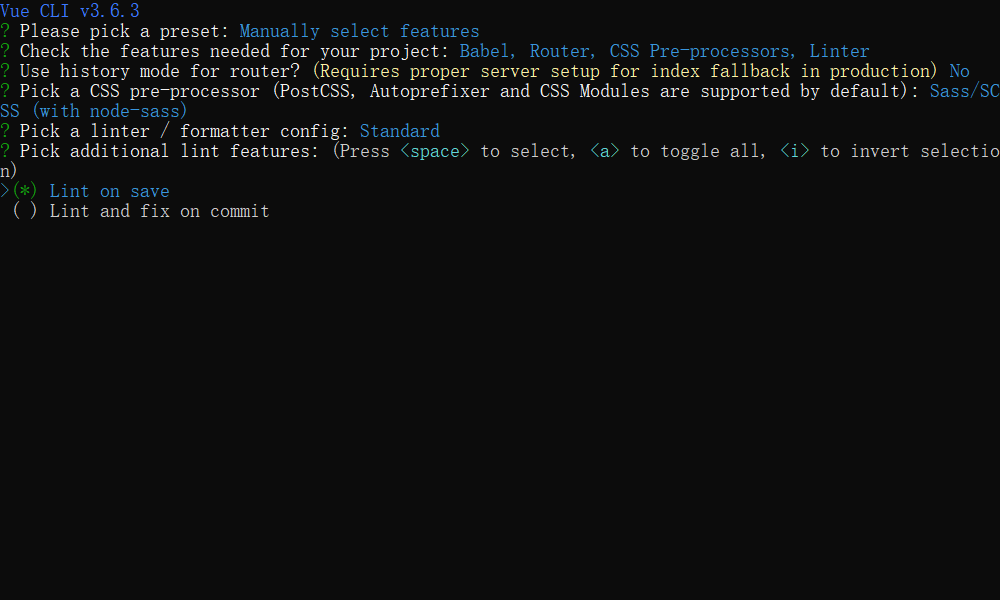 Vue CLI v3.6.3
? Please pick a preset: Manually select features
? Check the features needed for your project: Babel, Router, CSS Pre-processors, Linter
? Use history mode for router? (Requires proper server setup for index fallback in production) No
? Pick a CSS pre-processor (PostCSS, Autoprefixer and CSS Modules are supported by default): Sass/SC
SS (with node-sass)
? Pick a linter / formatter config: Standard
? Pick additional lint features: (Press <space> to select, <a> to toggle all, <i> to invert selectio
n)
>(*) Lint on save
 ( ) Lint and fix on commit